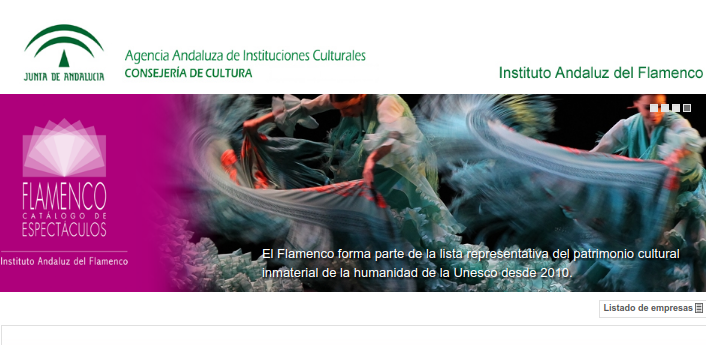 JUNTA DE ANDALUCIA
Agencia Andaluza de Instituciones Culturales
CONSEJERÍA DE CULTURA
Instituto Andaluz del Flamenco
FLAMENCO
CATÁLOGO DE
ESPECTÁCULOS
Instituto Andaluz del Flamenco
El Flamenco forma parte de la lista representativa del patrimonio cultural
inmaterial de la humanidad de la Unesco desde 2010.
Listado de empresas